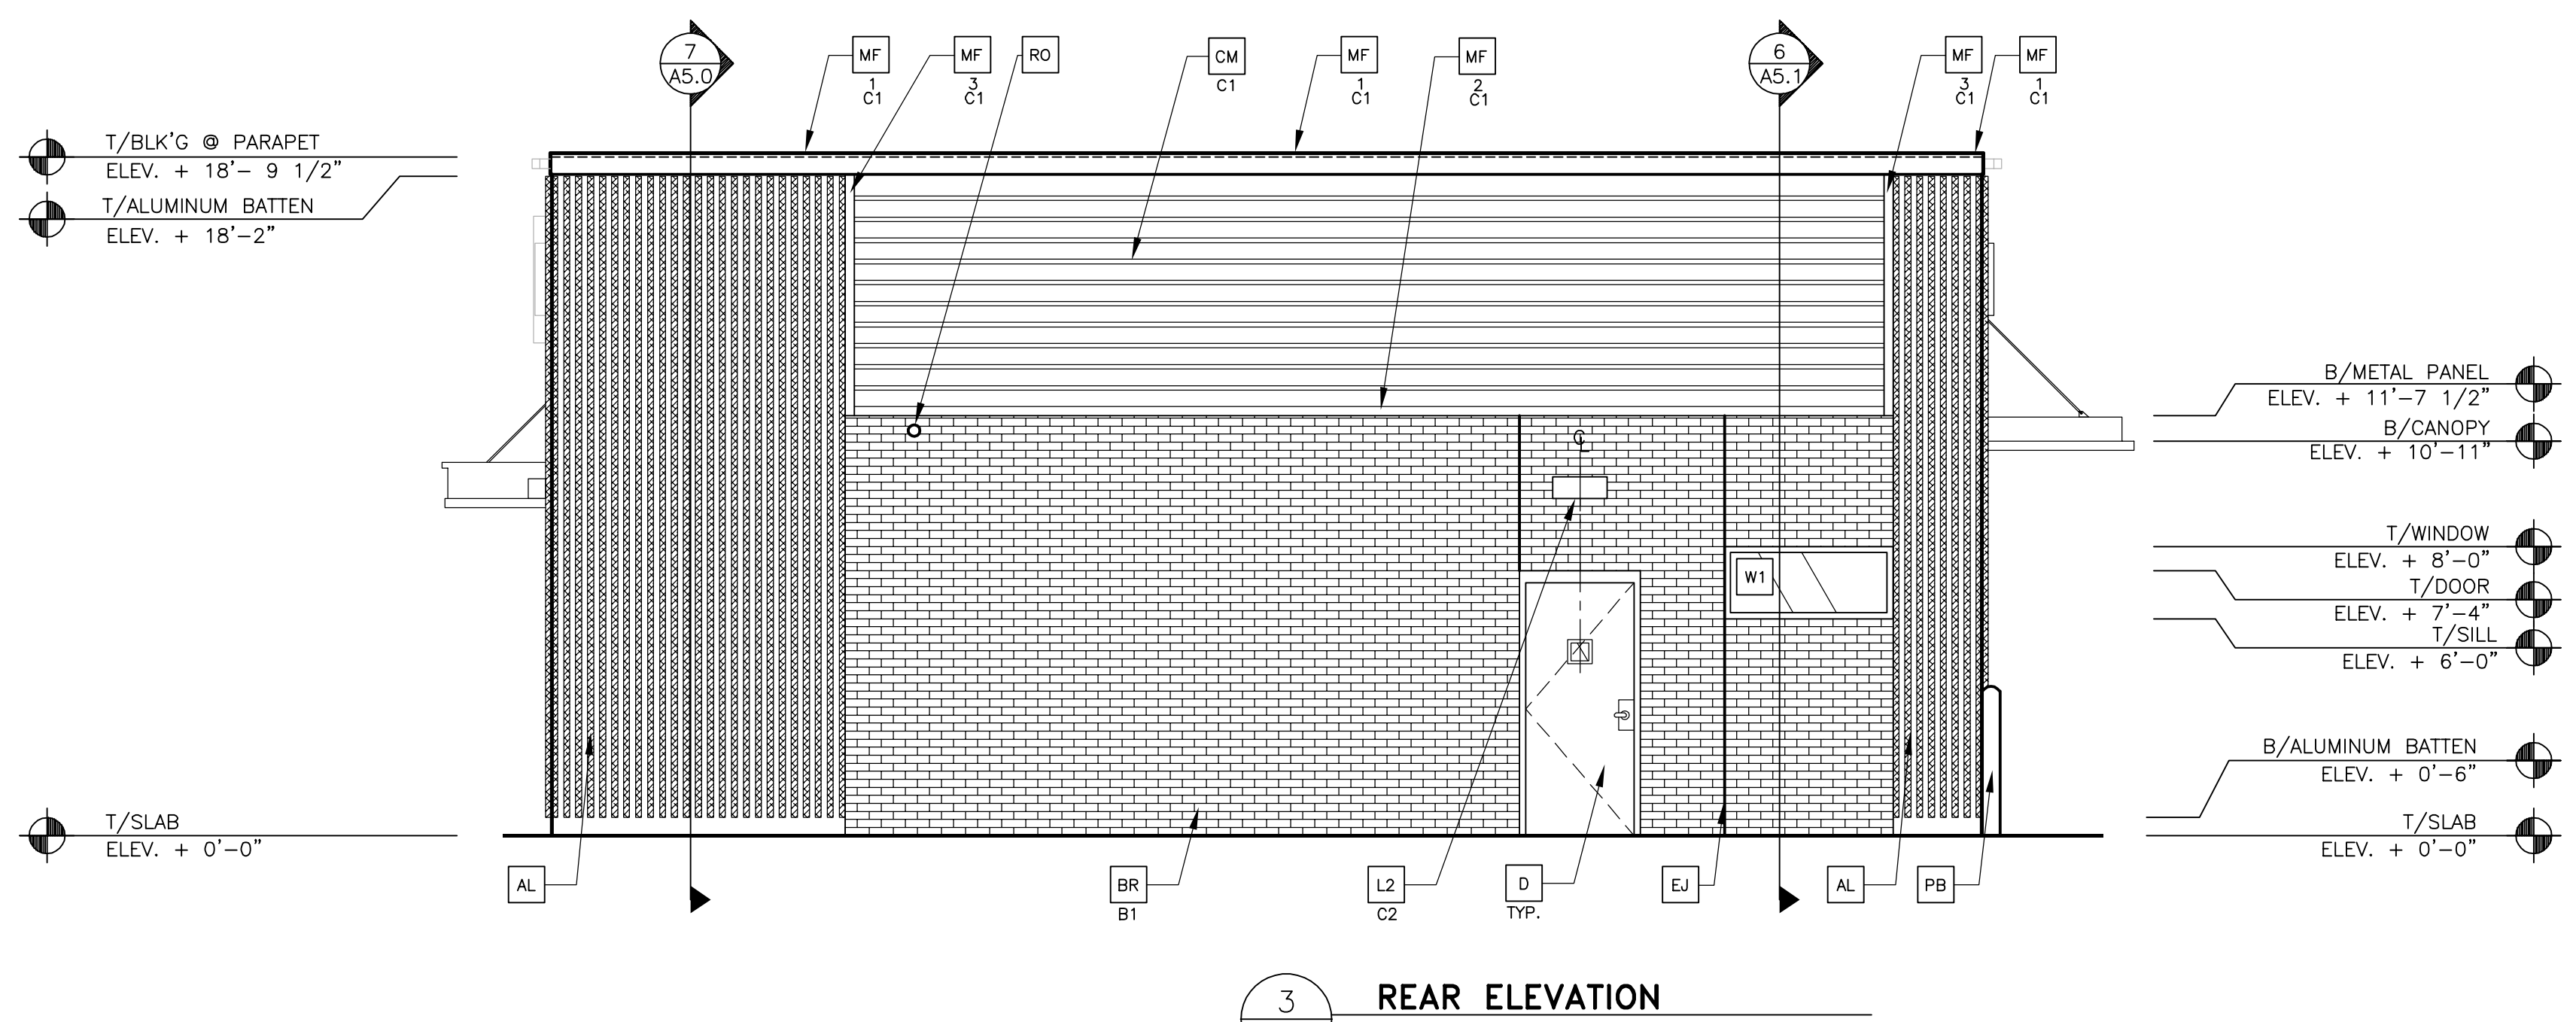 7
A5.0
MF
1
C1
MF
3
C1
RO
CM
C1
MF
1
C1
MF
2
C1
6
A5.1
MF
3
C1
MF
1
C1
T/BLK'G @ PARAPET
ELEV. + 18'- 9 1/2"
T/ALUMINUM BATTEN
ELEV. + 18'-2"
B/METAL PANEL
ELEV. + 11'-7 1/2"
B/CANOPY
ELEV. + 10'-11"
T/WINDOW
ELEV. + 8'-0"
T/DOOR
ELEV. + 7'-4"
T/SILL
ELEV. + 6'-0"
B/ALUMINUM BATTEN
ELEV. + 0'-6"
T/SLAB
ELEV. + 0'-0"
T/SLAB
ELEV. + 0'-0"
CL
W1
AL
BR
B1
L2
C2
D
TYP.
EJ
AL
PB
3
REAR ELEVATION